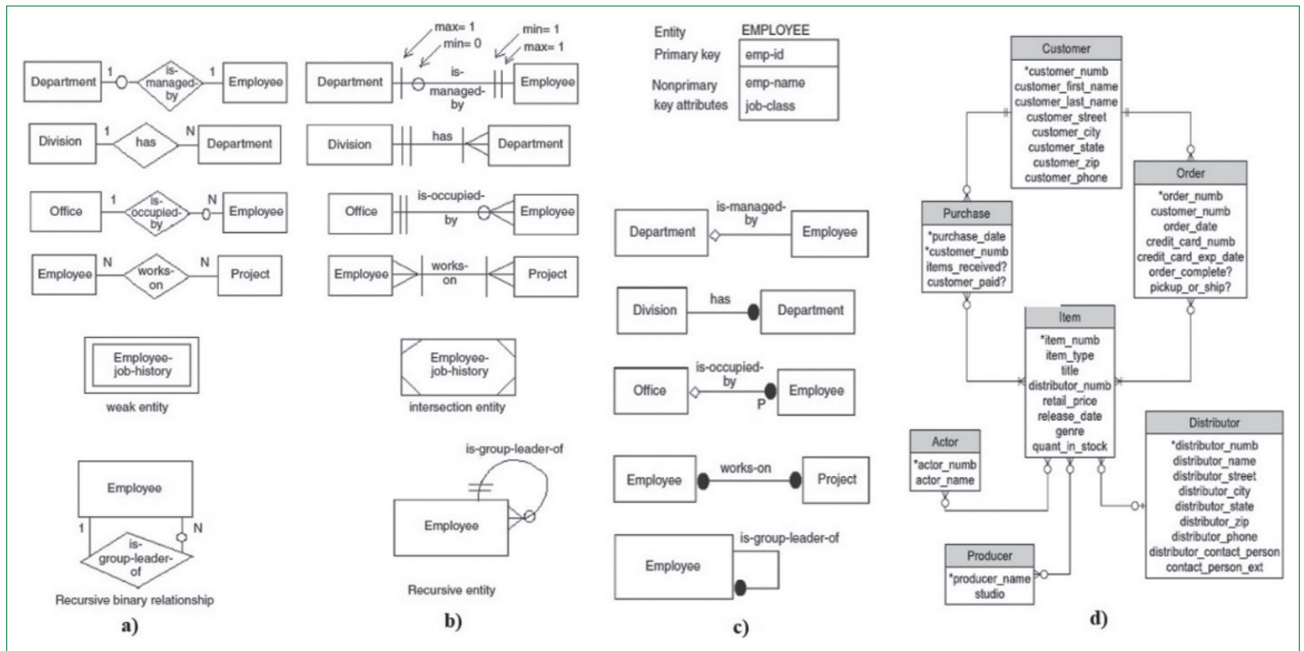 Department
1
is-
managed-
by
1
Employee
Division
1
has
N
Department
Office
1
is-
occupied-
by
N
Employee
Employee
N
works-
on
N
Project
Employee-
job-history
weak entity
Employee
1
N
is-
group-leader-
of
Recursive binary relationship
a)
max= 1
min= 0
min= 1
max= 1
Department
is-
managed-
by
Employee
Division
has
Department
Office
is-occupied-
by
Employee
Employee
works-
on
Project
Employee-
job-history
intersection entity
is-group-leader-of
Employee
Recursive entity
b)
Entity
EMPLOYEE
Primary key
emp-id
Nonprimary
key attributes
emp-name
job-class
is-managed-
by
Department
Employee
has
Division
Department
is-occupied-
by
Office
P
Employee
works-on
Employee
Project
is-group-leader-of
Employee
c)
Customer
*customer_numb
customer_first_name
customer_last_name
customer_street
customer_city
customer_state
customer_zip
customer_phone
Order
*order_numb
customer_numb
order_date
credit_card_numb
credit_card_exp_date
order_complete?
pickup_or_ship?
Purchase
*purchase_date
*customer_numb
items_received?
customer_paid?
Item
*item_numb
item_type
title
distributor_numb
retail_price
release_date
genre
quant_in_stock
Actor
*actor_numb
actor_name
Distributor
*distributor_numb
distributor_name
distributor_street
distributor_city
distributor_state
distributor_zip
distributor_phone
distributor_contact_person
contact_person_ext
Producer
*producer_name
studio
d)